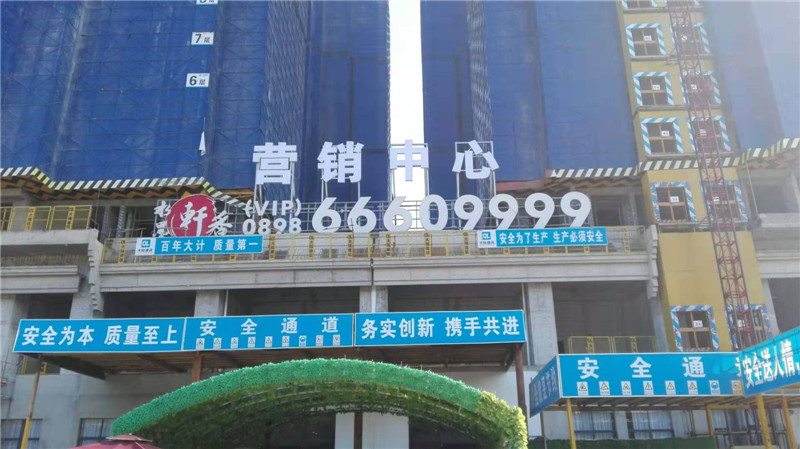 7层
6层
营销中心
轩
(VIP)
0898 66609999
百年大计 质量第一
安全为了生产 生产必须安全
安全为本 质量至上
安全通道
务实创新 携手共进
安全通
安全送人情